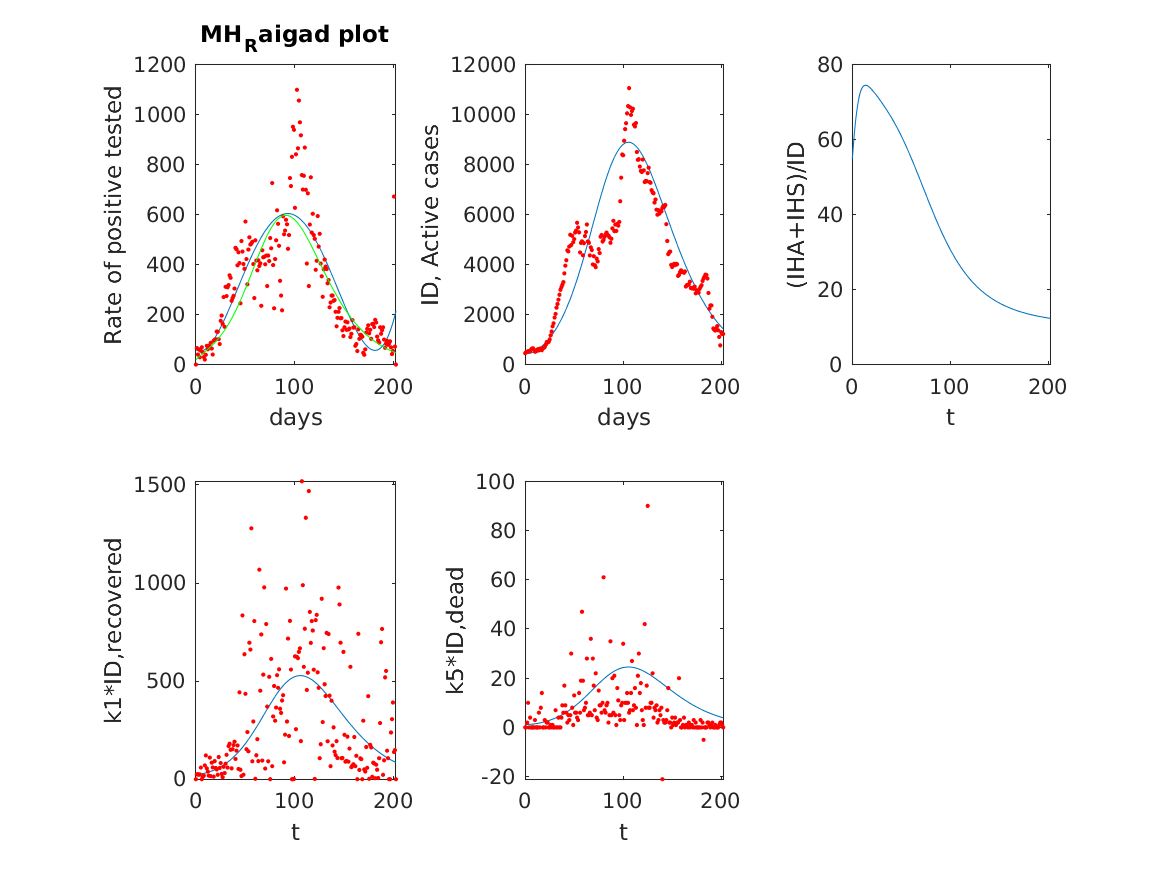 MH_Raigad plot
Rate of positive tested
1200
1000
800
600
400
200
0
0 100 200
days
ID, Active cases
12000
10000
8000
6000
4000
2000
0
0 100 200
days
(IHA+IHS)/ID
80
60
40
20
0
0 100 200
t
k1*ID,recovered
1500
1000
500
0
0 100 200
t
k5*ID,dead
100
80
60
40
20
0
-20
0 100 200
t